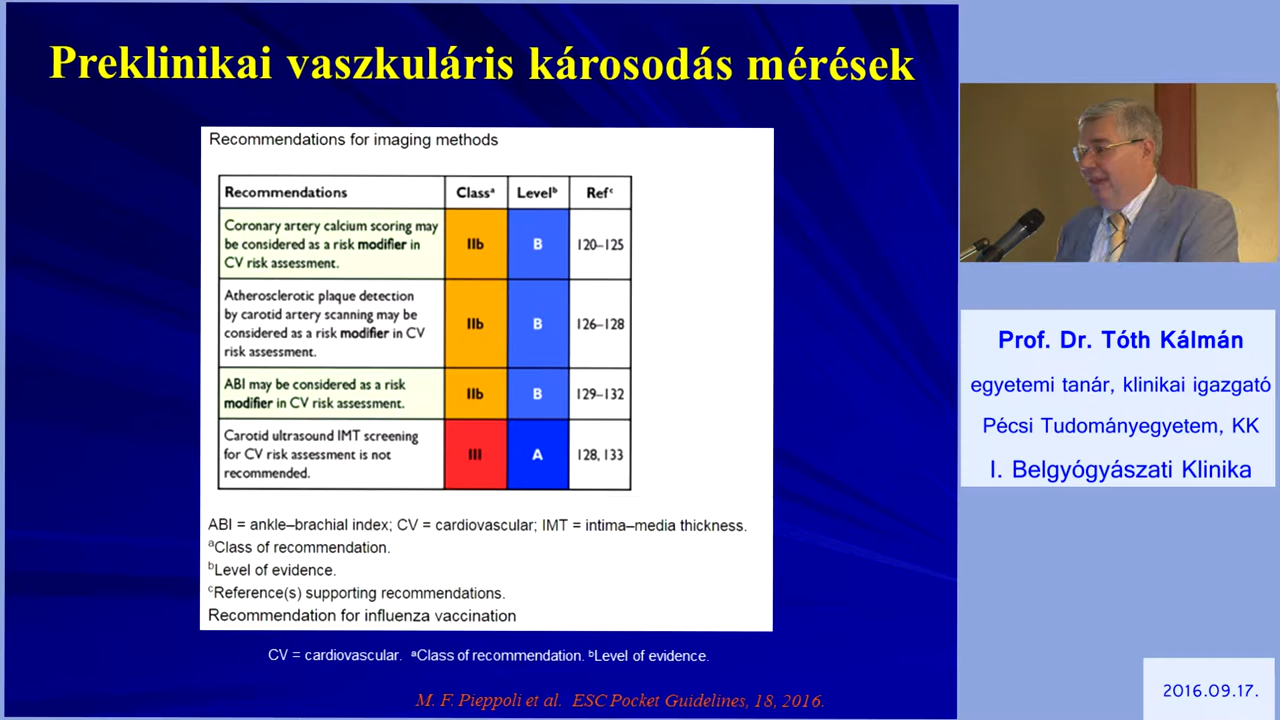 Preklinikai vaszkuláris károsodás mérések
Recommendations for imaging methods
Recommendations Classᵃ Levelᵇ Refᶜ
Coronary artery calcium scoring may
be considered as a risk modifier in
CV risk assessment.
IIb B 120–125
Atherosclerotic plaque detection
by carotid artery scanning may be
considered as a risk modifier in CV
risk assessment.
IIb B 126–128
ABI may be considered as a risk
modifier in CV risk assessment.
IIb B 129–132
Carotid ultrasound IMT screening
for CV risk assessment is not
recommended.
III A 128, 133
ABI = ankle–brachial index; CV = cardiovascular; IMT = intima–media thickness.
ᵃClass of recommendation.
ᵇLevel of evidence.
ᶜReference(s) supporting recommendations.
Recommendation for influenza vaccination
CV = cardiovascular. ᵃClass of recommendation. ᵇLevel of evidence.
M. F. Pieppoli et al. ESC Pocket Guidelines, 18, 2016.
Prof. Dr. Tóth Kálmán
egyetemi tanár, klinikai igazgató
Pécsi Tudományegyetem, KK
I. Belgyógyászati Klinika
2016.09.17.